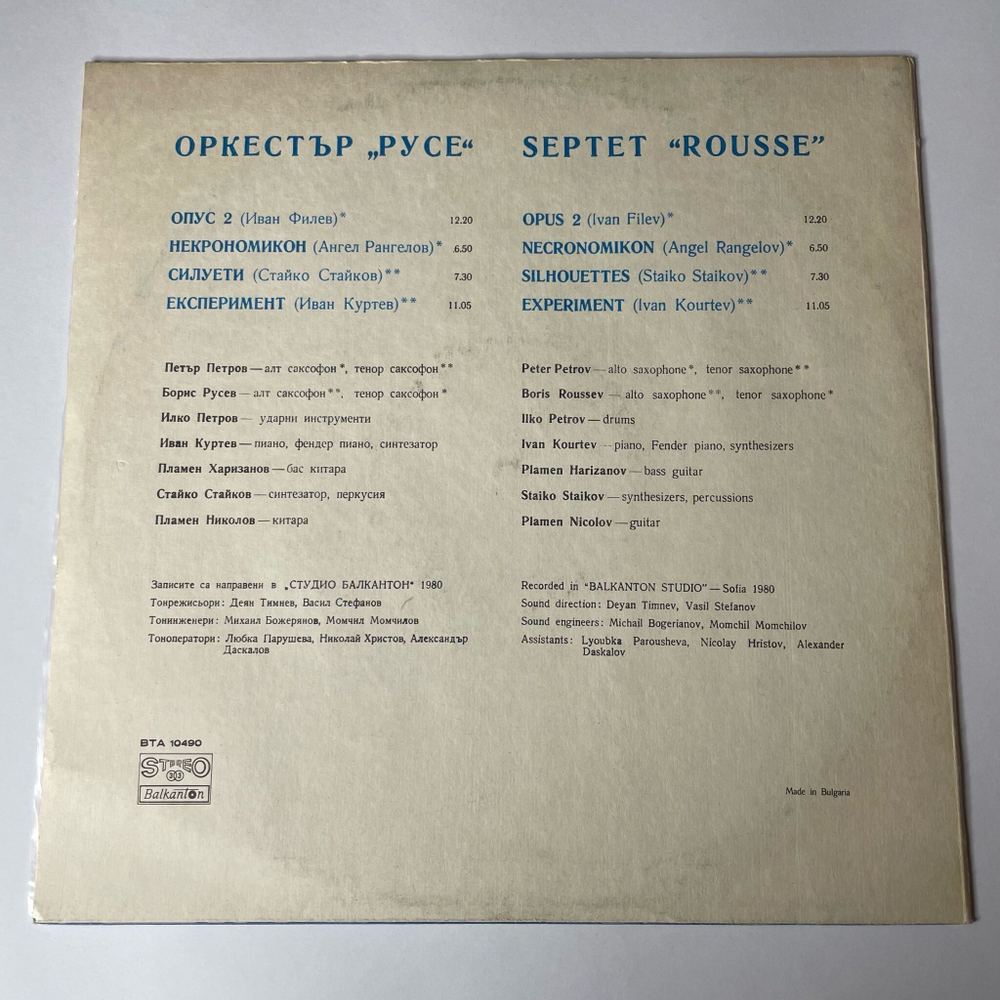 ОРКЕСТЪР „РУСЕ“
ОПУС 2 (Иван Филев)* 12.20
НЕКРОНОМИКОН (Ангел Рангелов)* 6.50
СИЛУЕТИ (Стайко Стайков)** 7.30
ЕКСПЕРИМЕНТ (Иван Куртев)** 11.05
Петър Петров — алт саксофон*, тенор саксофон**
Борис Русев — алт саксофон**, тенор саксофон*
Илко Петров — ударни инструменти
Иван Куртев — пиано, фендер пиано, синтезатор
Пламен Харизанов — бас китара
Стайко Стайков — синтезатор, перкусия
Пламен Николов — китара
Записите са направени в „СТУДИО БАЛКАНТОН“ 1980
Тонрежисьори: Деян Тимнев, Васил Стефанов
Тонинженери: Михаил Божерянов, Момчил Момчилов
Тоноператори: Любка Парушева, Николай Христов, Александър
Даскалов
ВТА 10490
STEREO
33
Balkanton
SEPTET “ROUSSE”
OPUS 2 (Ivan Filev)* 12.20
NECRONOMIKON (Angel Rangelov)* 6.50
SILHOUETTES (Staiko Staikov)** 7.30
EXPERIMENT (Ivan Kourtev)** 11.05
Peter Petrov — alto saxophone*, tenor saxophone**
Boris Roussev — alto saxophone**, tenor saxophone*
Ilko Petrov — drums
Ivan Kourtev — piano, Fender piano, synthesizers
Plamen Harizanov — bass guitar
Staiko Staikov — synthesizers, percussions
Plamen Nicolov — guitar
Recorded in “BALKANTON STUDIO” — Sofia 1980
Sound direction: Deyan Timnev, Vasil Stefanov
Sound engineers: Michail Bogerianov, Momchil Momchilov
Assistants: Lyoubka Parousheva, Nicolay Hristov, Alexander
Daskalov
Made in Bulgaria